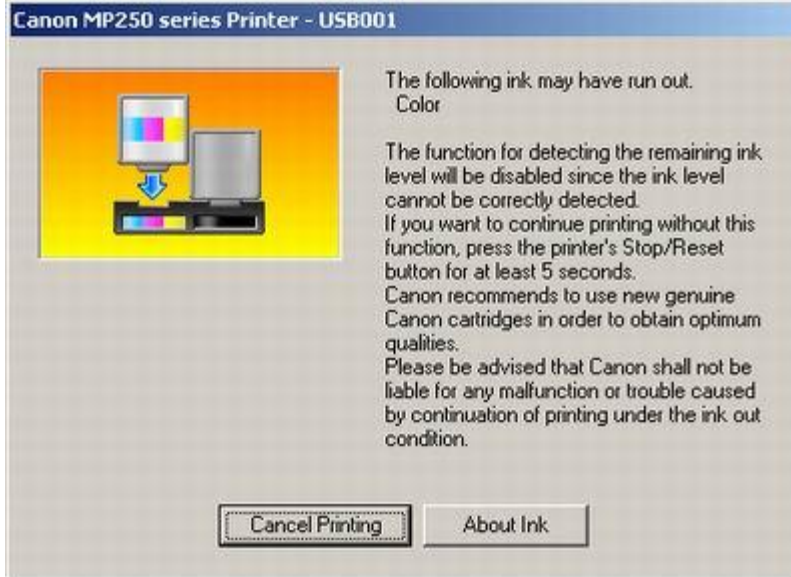 Canon MP250 series Printer - USB001
The following ink may have run out.
Color
The function for detecting the remaining ink
level will be disabled since the ink level
cannot be correctly detected.
If you want to continue printing without this
function, press the printer's Stop/Reset
button for at least 5 seconds.
Canon recommends to use new genuine
Canon cartridges in order to obtain optimum
qualities.
Please be advised that Canon shall not be
liable for any malfunction or trouble caused
by continuation of printing under the ink out
condition.
Cancel Printing
About Ink